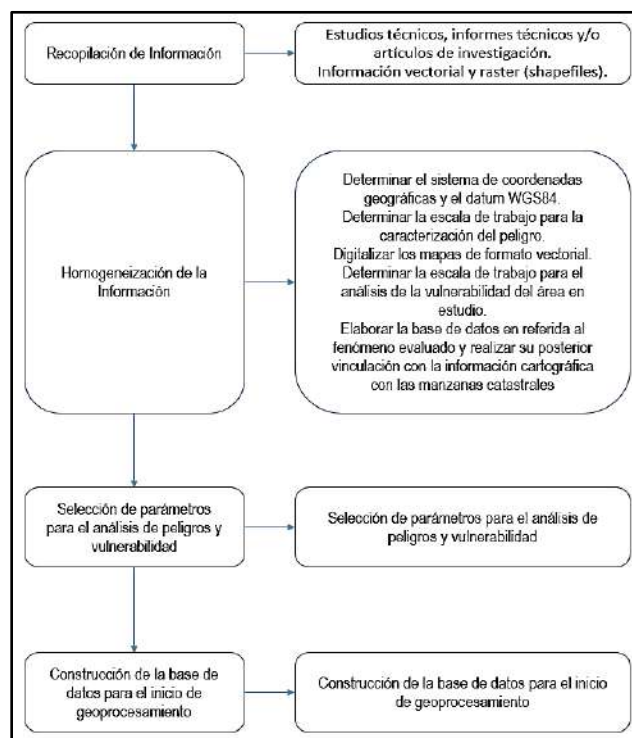 Recopilación de Información
Estudios técnicos, informes técnicos y/o
artículos de investigación.
Información vectorial y raster (shapefiles).
Homogeneización de la
Información
Determinar el sistema de coordenadas
geográficas y el datum WGS84.
Determinar la escala de trabajo para la
caracterización del peligro.
Digitalizar los mapas de formato vectorial.
Determinar la escala de trabajo para el
análisis de la vulnerabilidad del área en
estudio.
Elaborar la base de datos en referida al
fenómeno evaluado y realizar su posterior
vinculación con la información cartográfica
con las manzanas catastrales
Selección de parámetros
para el análisis de peligros y
vulnerabilidad
Selección de parámetros para el análisis de
peligros y vulnerabilidad
Construcción de la base de
datos para el inicio de
geoprocesamiento
Construcción de la base de datos para el inicio
de geoprocesamiento